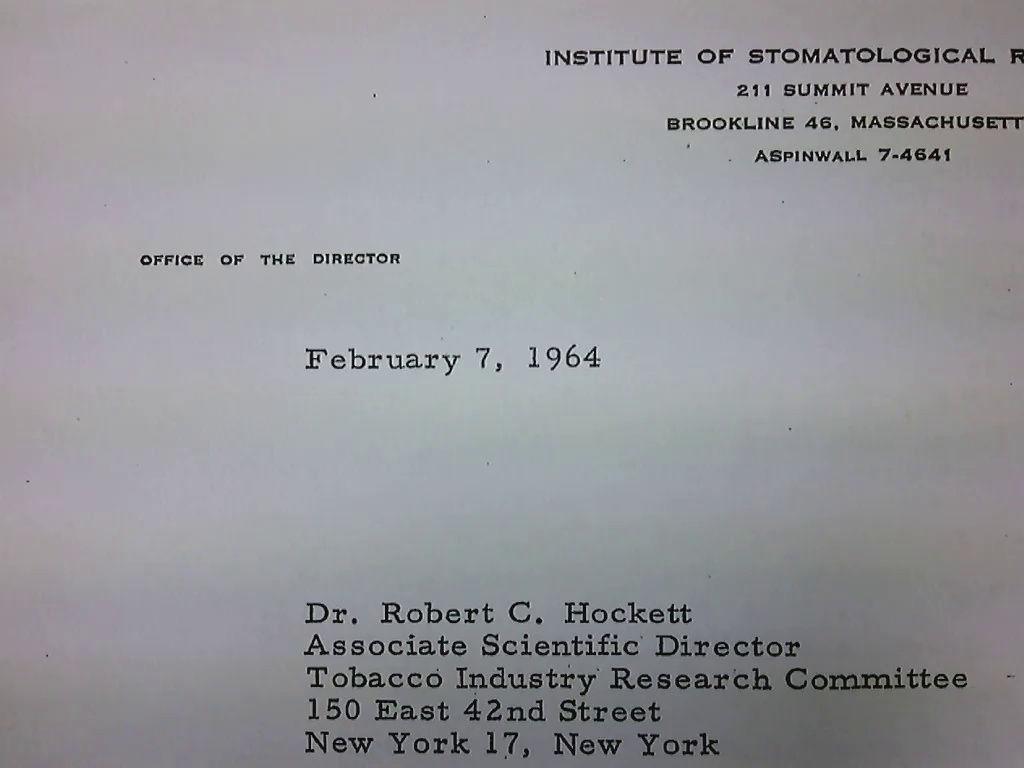 INSTITUTE OF STOMATOLOGICAL
211 SUMMIT AVENUE
BROOKLINE 46, MASSACHUSETT
ASPINWALL 7-4641
OFFICE OF THE DIRECTOR
February 7, 1964
Dr. Robert C. Hockett
Associate Scientific Director
Tobacco Industry Research Committee
150 East 42nd Street
New York 17, New York